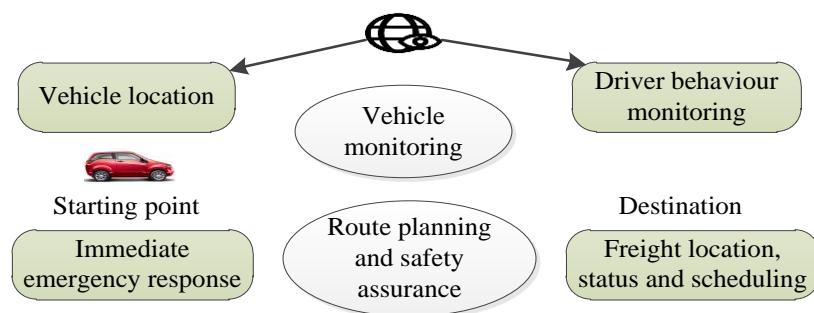 Vehicle location
Driver behaviour
monitoring
Vehicle
monitoring
Starting point
Destination
Immediate
emergency response
Route planning
and safety
assurance
Freight location,
status and scheduling